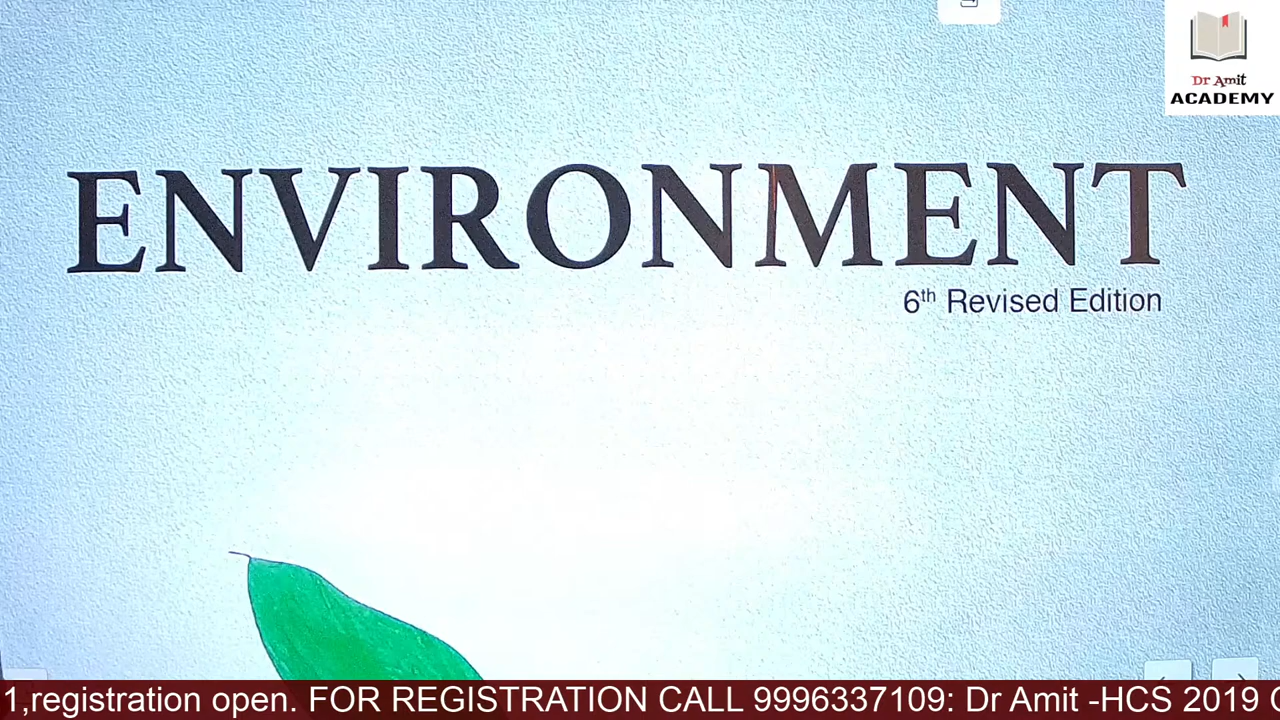 Dr Amit
ACADEMY
ENVIRONMENT
6th Revised Edition
1,registration open. FOR REGISTRATION CALL 9996337109: Dr Amit -HCS 2019